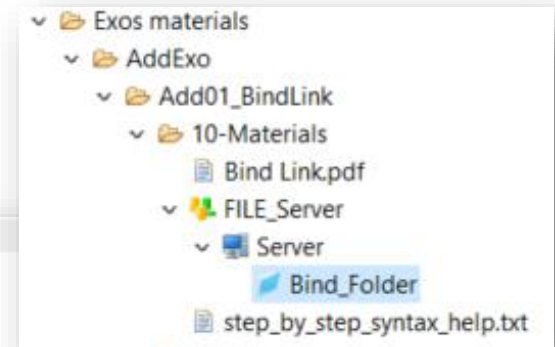 Exos materials
AddExo
Add01_BindLink
10-Materials
Bind Link.pdf
FILE_Server
Server
Bind_Folder
step_by_step_syntax_help.txt